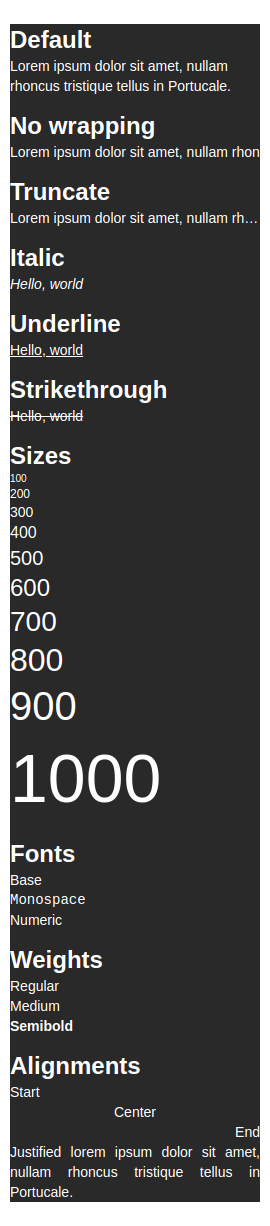 Default
Lorem ipsum dolor sit amet, nullam
rhoncus tristique tellus in Portucale.
No wrapping
Lorem ipsum dolor sit amet, nullam rhon
Truncate
Lorem ipsum dolor sit amet, nullam rh…
Italic
Hello, world
Underline
Hello, world
Strikethrough
Hello, world
Sizes
100
200
300
400
500
600
700
800
900
1000
Fonts
Base
Monospace
Numeric
Weights
Regular
Medium
Semibold
Alignments
Start
Center
End
Justified lorem ipsum dolor sit amet,
nullam rhoncus tristique tellus in
Portucale.